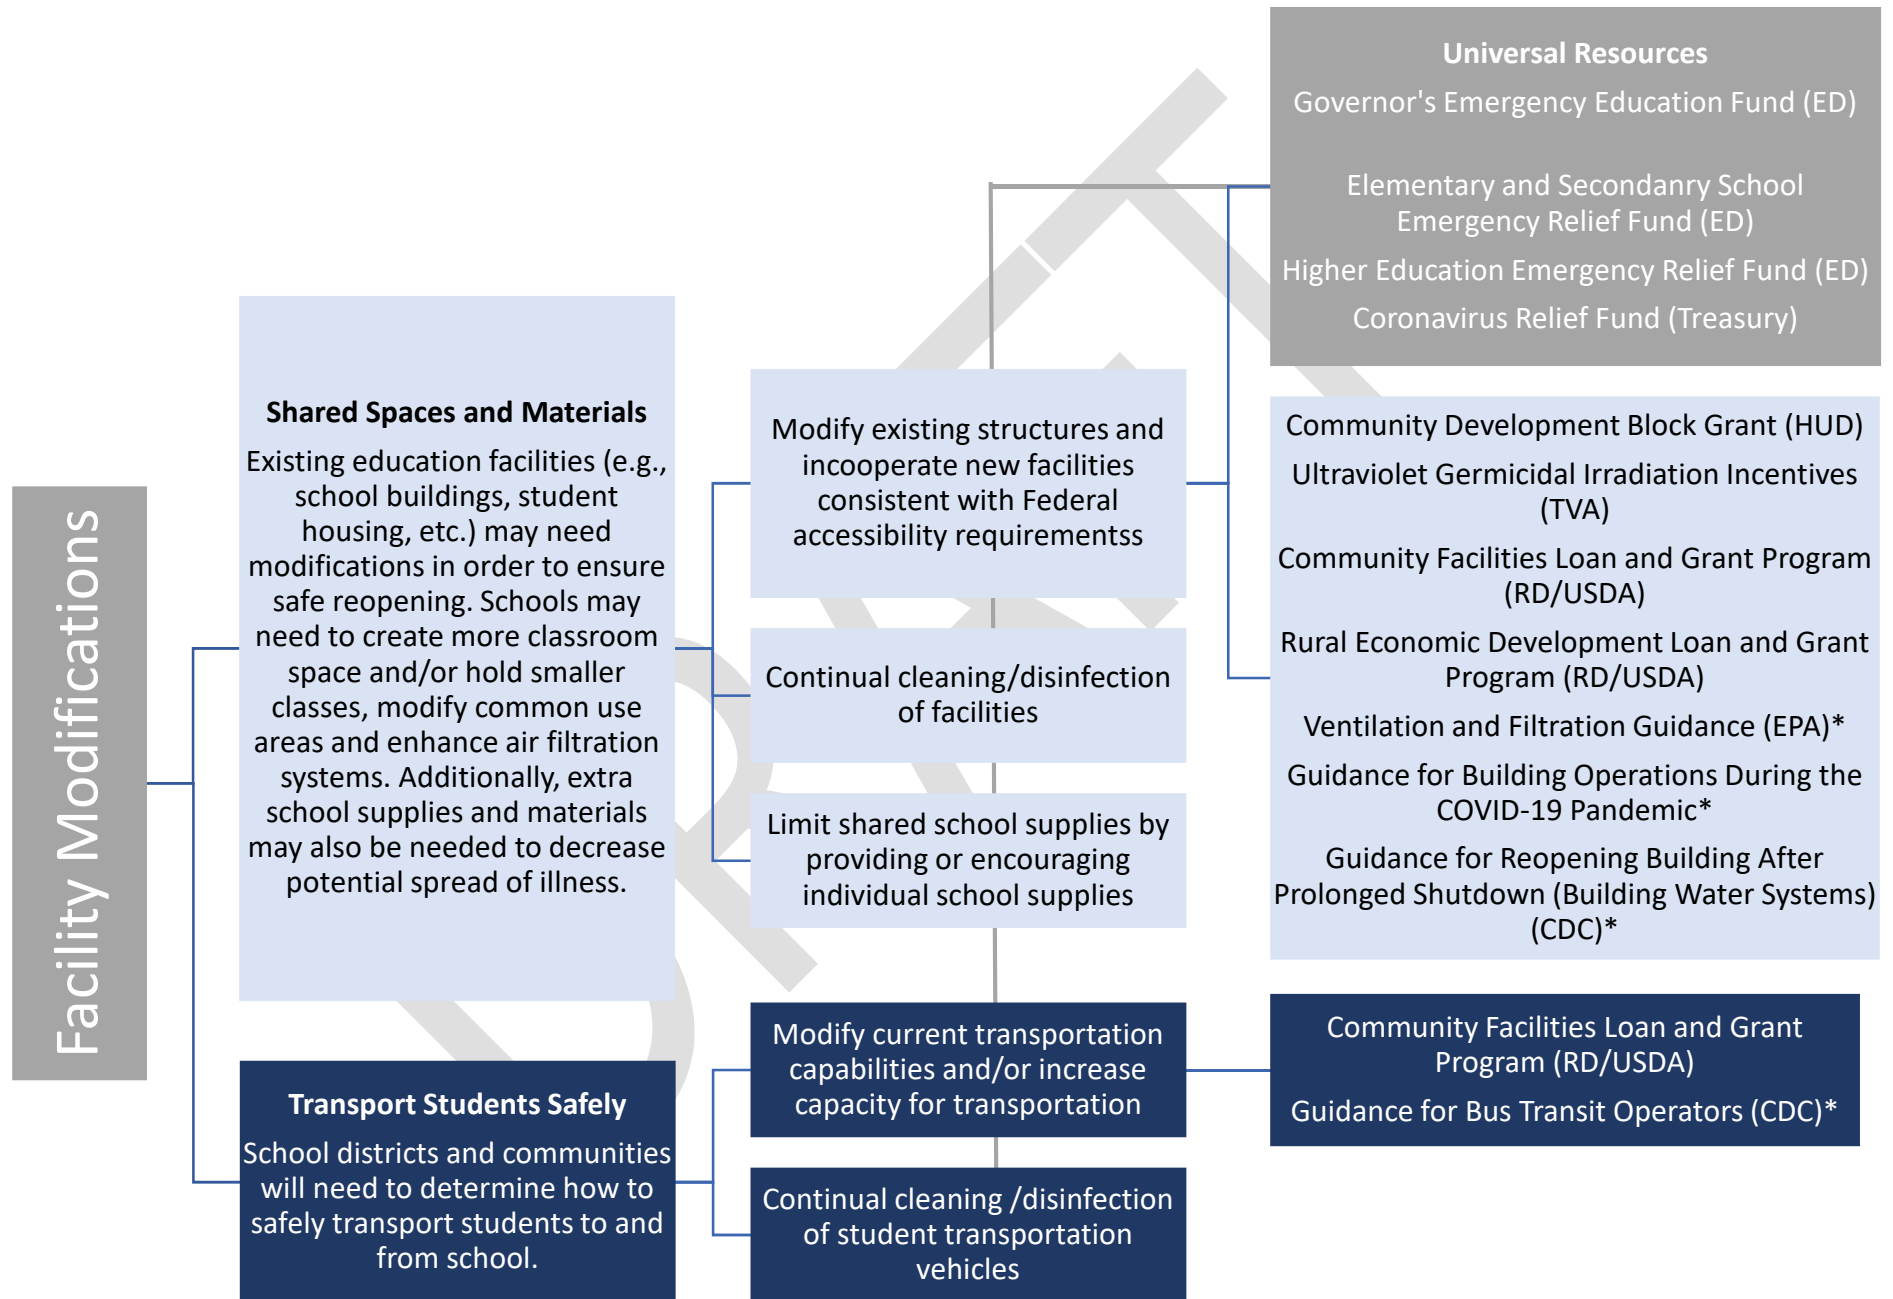 Facility Modifications
Shared Spaces and Materials
Existing education facilities (e.g.,
school buildings, student
housing, etc.) may need
modifications in order to ensure
safe reopening. Schools may
need to create more classroom
space and/or hold smaller
classes, modify common use
areas and enhance air filtration
systems. Additionally, extra
school supplies and materials
may also be needed to decrease
potential spread of illness.
Transport Students Safely
School districts and communities
will need to determine how to
safely transport students to and
from school.
Modify existing structures and
incooperate new facilities
consistent with Federal
accessibility requirementss
Continual cleaning/disinfection
of facilities
Limit shared school supplies by
providing or encouraging
individual school supplies
Modify current transportation
capabilities and/or increase
capacity for transportation
Continual cleaning /disinfection
of student transportation
vehicles
Universal Resources
Governor's Emergency Education Fund (ED)
Elementary and Secondanry School
Emergency Relief Fund (ED)
Higher Education Emergency Relief Fund (ED)
Coronavirus Relief Fund (Treasury)
Community Development Block Grant (HUD)
Ultraviolet Germicidal Irradiation Incentives
(TVA)
Community Facilities Loan and Grant Program
(RD/USDA)
Rural Economic Development Loan and Grant
Program (RD/USDA)
Ventilation and Filtration Guidance (EPA)*
Guidance for Building Operations During the
COVID-19 Pandemic*
Guidance for Reopening Building After
Prolonged Shutdown (Building Water Systems)
(CDC)*
Community Facilities Loan and Grant
Program (RD/USDA)
Guidance for Bus Transit Operators (CDC)*
DRAFT